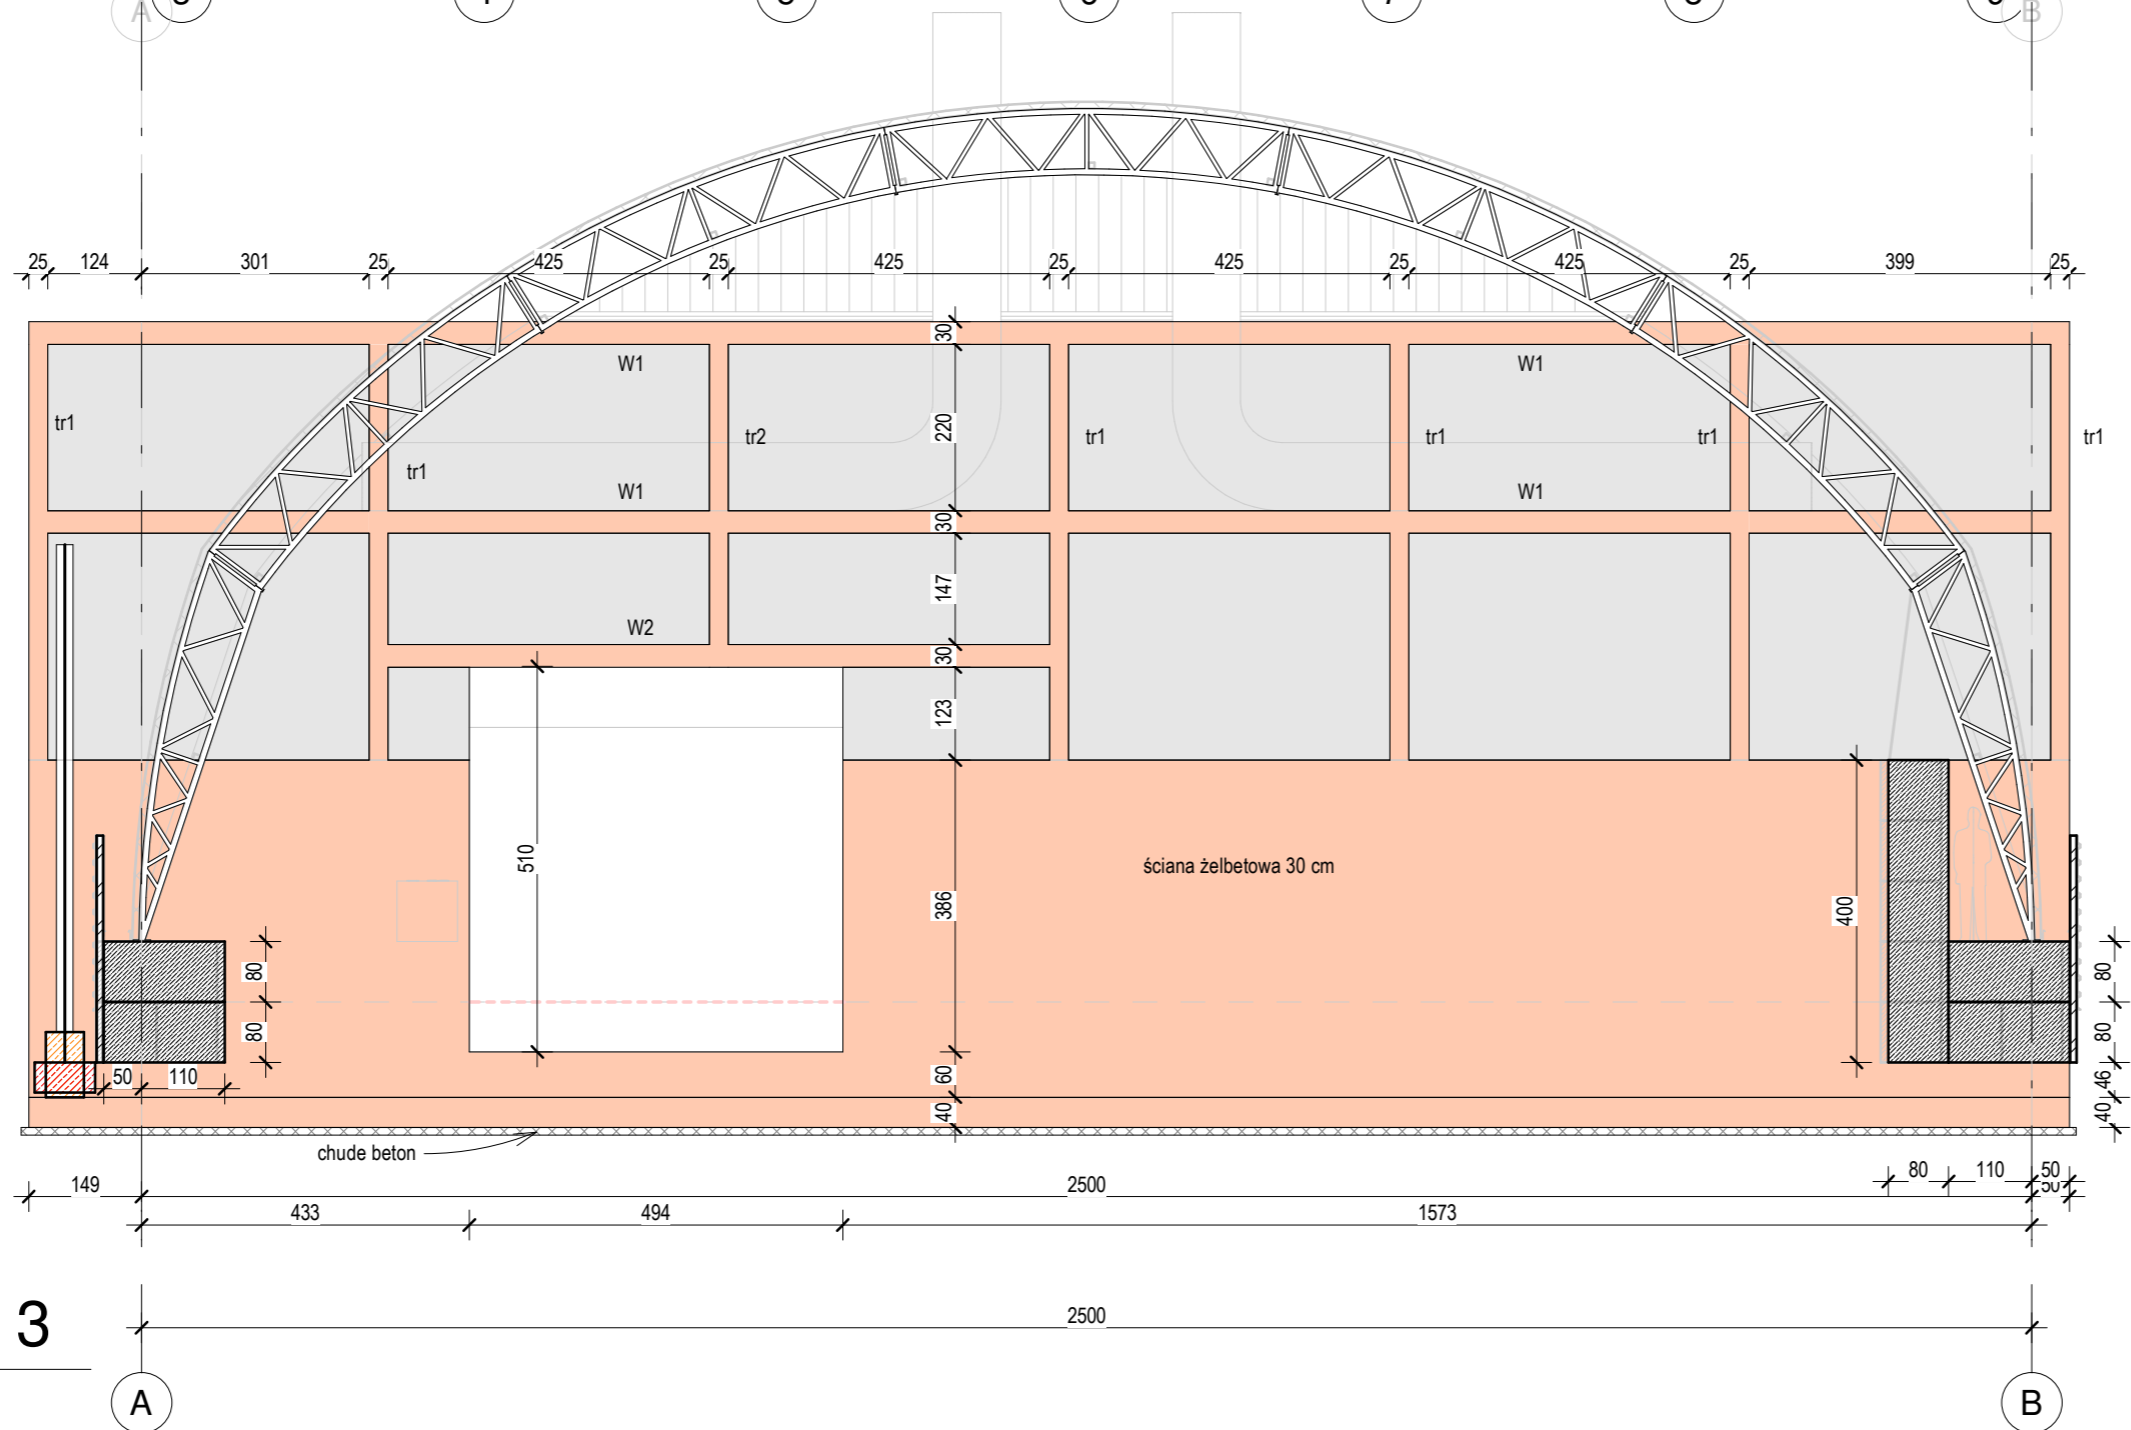 A
B
25 124 301 25 425 25 425 25 425 25 425 25 399 25
30
W1 W1
tr1
220
tr2 tr1 tr1 tr1 tr1
tr1
W1 W1
30
147
W2
30
123
510
ściana żelbetowa 30 cm
386
400
80 80
80 80
50 110
60
46
40
40
chude beton
149 2500 80 110 50
50
433 494 1573
2500
3
A B